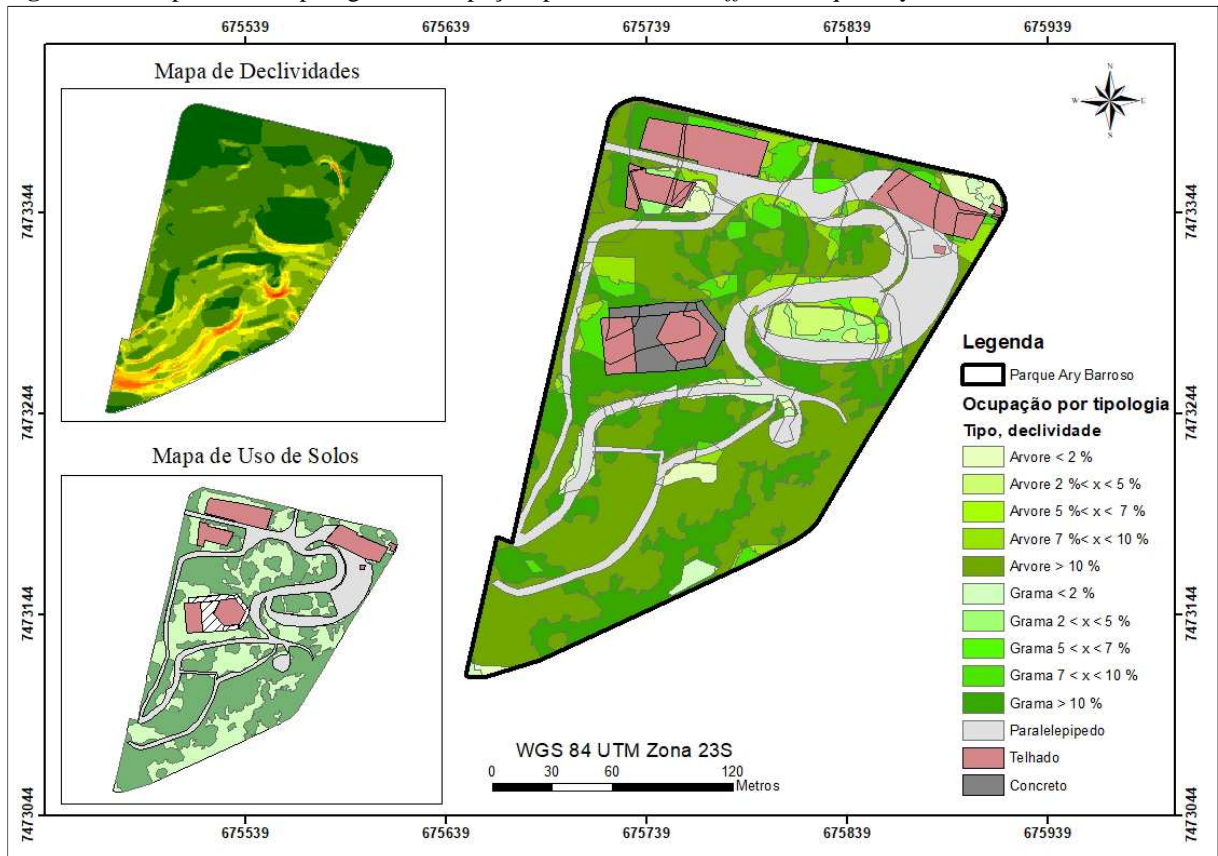 675539 675639 675739 675839 675939
Mapa de Declividades
N
W E
S
7473344
7473344
Legenda
Parque Ary Barroso
Ocupação por tipologia
Tipo, declividade
Arvore < 2 %
Arvore 2 %< x < 5 %
Arvore 5 %< x < 7 %
Arvore 7 %< x < 10 %
Arvore > 10 %
Grama < 2 %
Grama 2 < x < 5 %
Grama 5 < x < 7 %
Grama 7 < x < 10 %
Grama > 10 %
Paralelepipedo
Telhado
Concreto
7473244
7473244
Mapa de Uso de Solos
7473144
7473144
WGS 84 UTM Zona 23S
0 30 60 120
Metros
7473044
7473044
675539 675639 675739 675839 675939